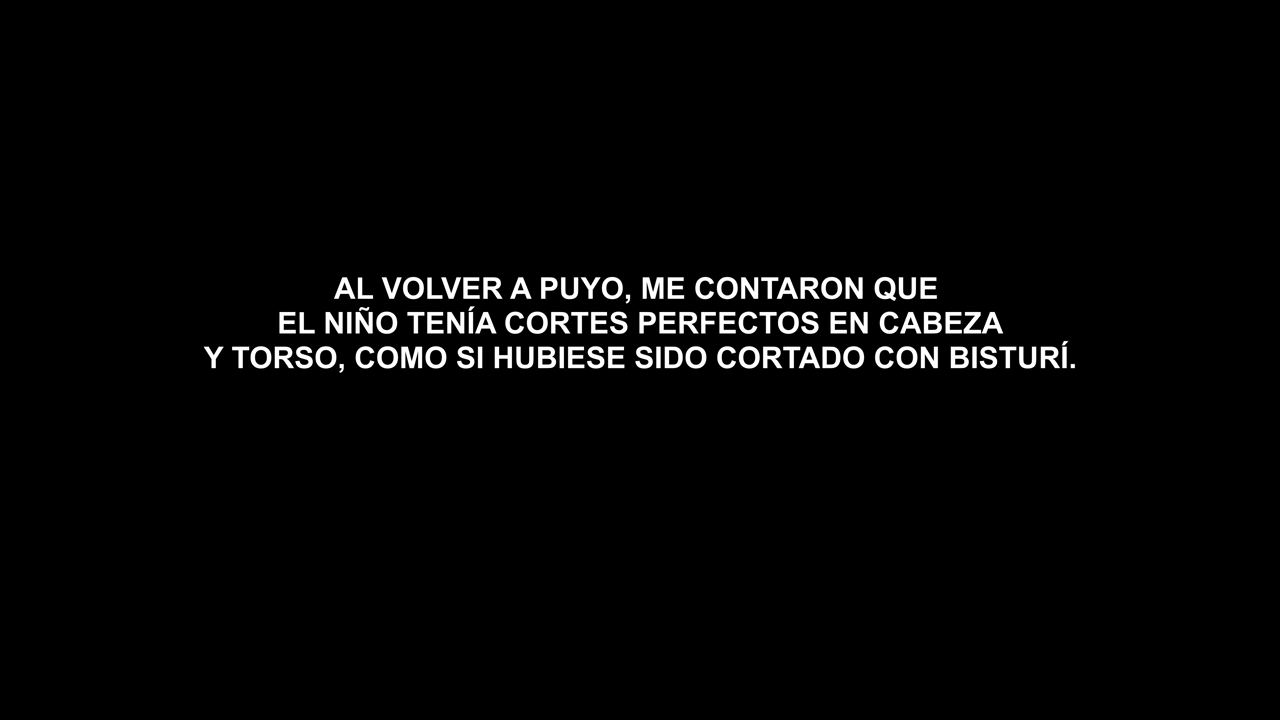 AL VOLVER A PUYO, ME CONTARON QUE
EL NIÑO TENÍA CORTES PERFECTOS EN CABEZA
Y TORSO, COMO SI HUBIESE SIDO CORTADO CON BISTURÍ.